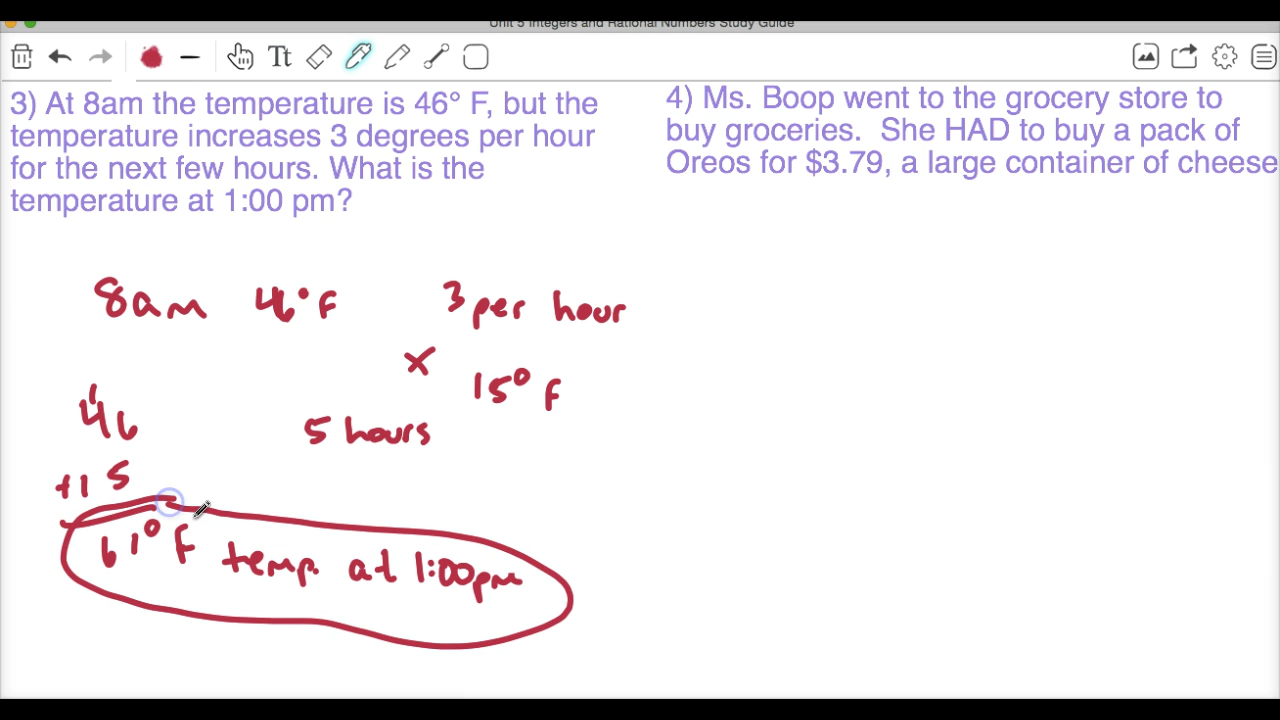 Unit 5 Integers and Rational Numbers Study Guide
Tt
3) At 8am the temperature is 46° F, but the
temperature increases 3 degrees per hour
for the next few hours. What is the
temperature at 1:00 pm?
4) Ms. Boop went to the grocery store to
buy groceries.  She HAD to buy a pack of
Oreos for $3.79, a large container of cheese
8am 46°F 3 per hour
x
15° F
5 hours
1
46
+15
61° F temp. at 1:00pm